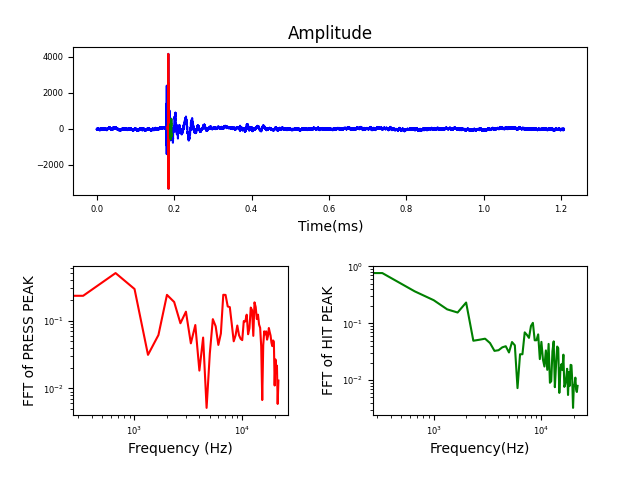 Amplitude
4000
2000
0
−2000
0.0 0.2 0.4 0.6 0.8 1.0 1.2
Time(ms)
FFT of PRESS PEAK
10⁻¹
10⁻²
10³ 10⁴
Frequency (Hz)
FFT of HIT PEAK
10⁰
10⁻¹
10⁻²
10³ 10⁴
Frequency(Hz)